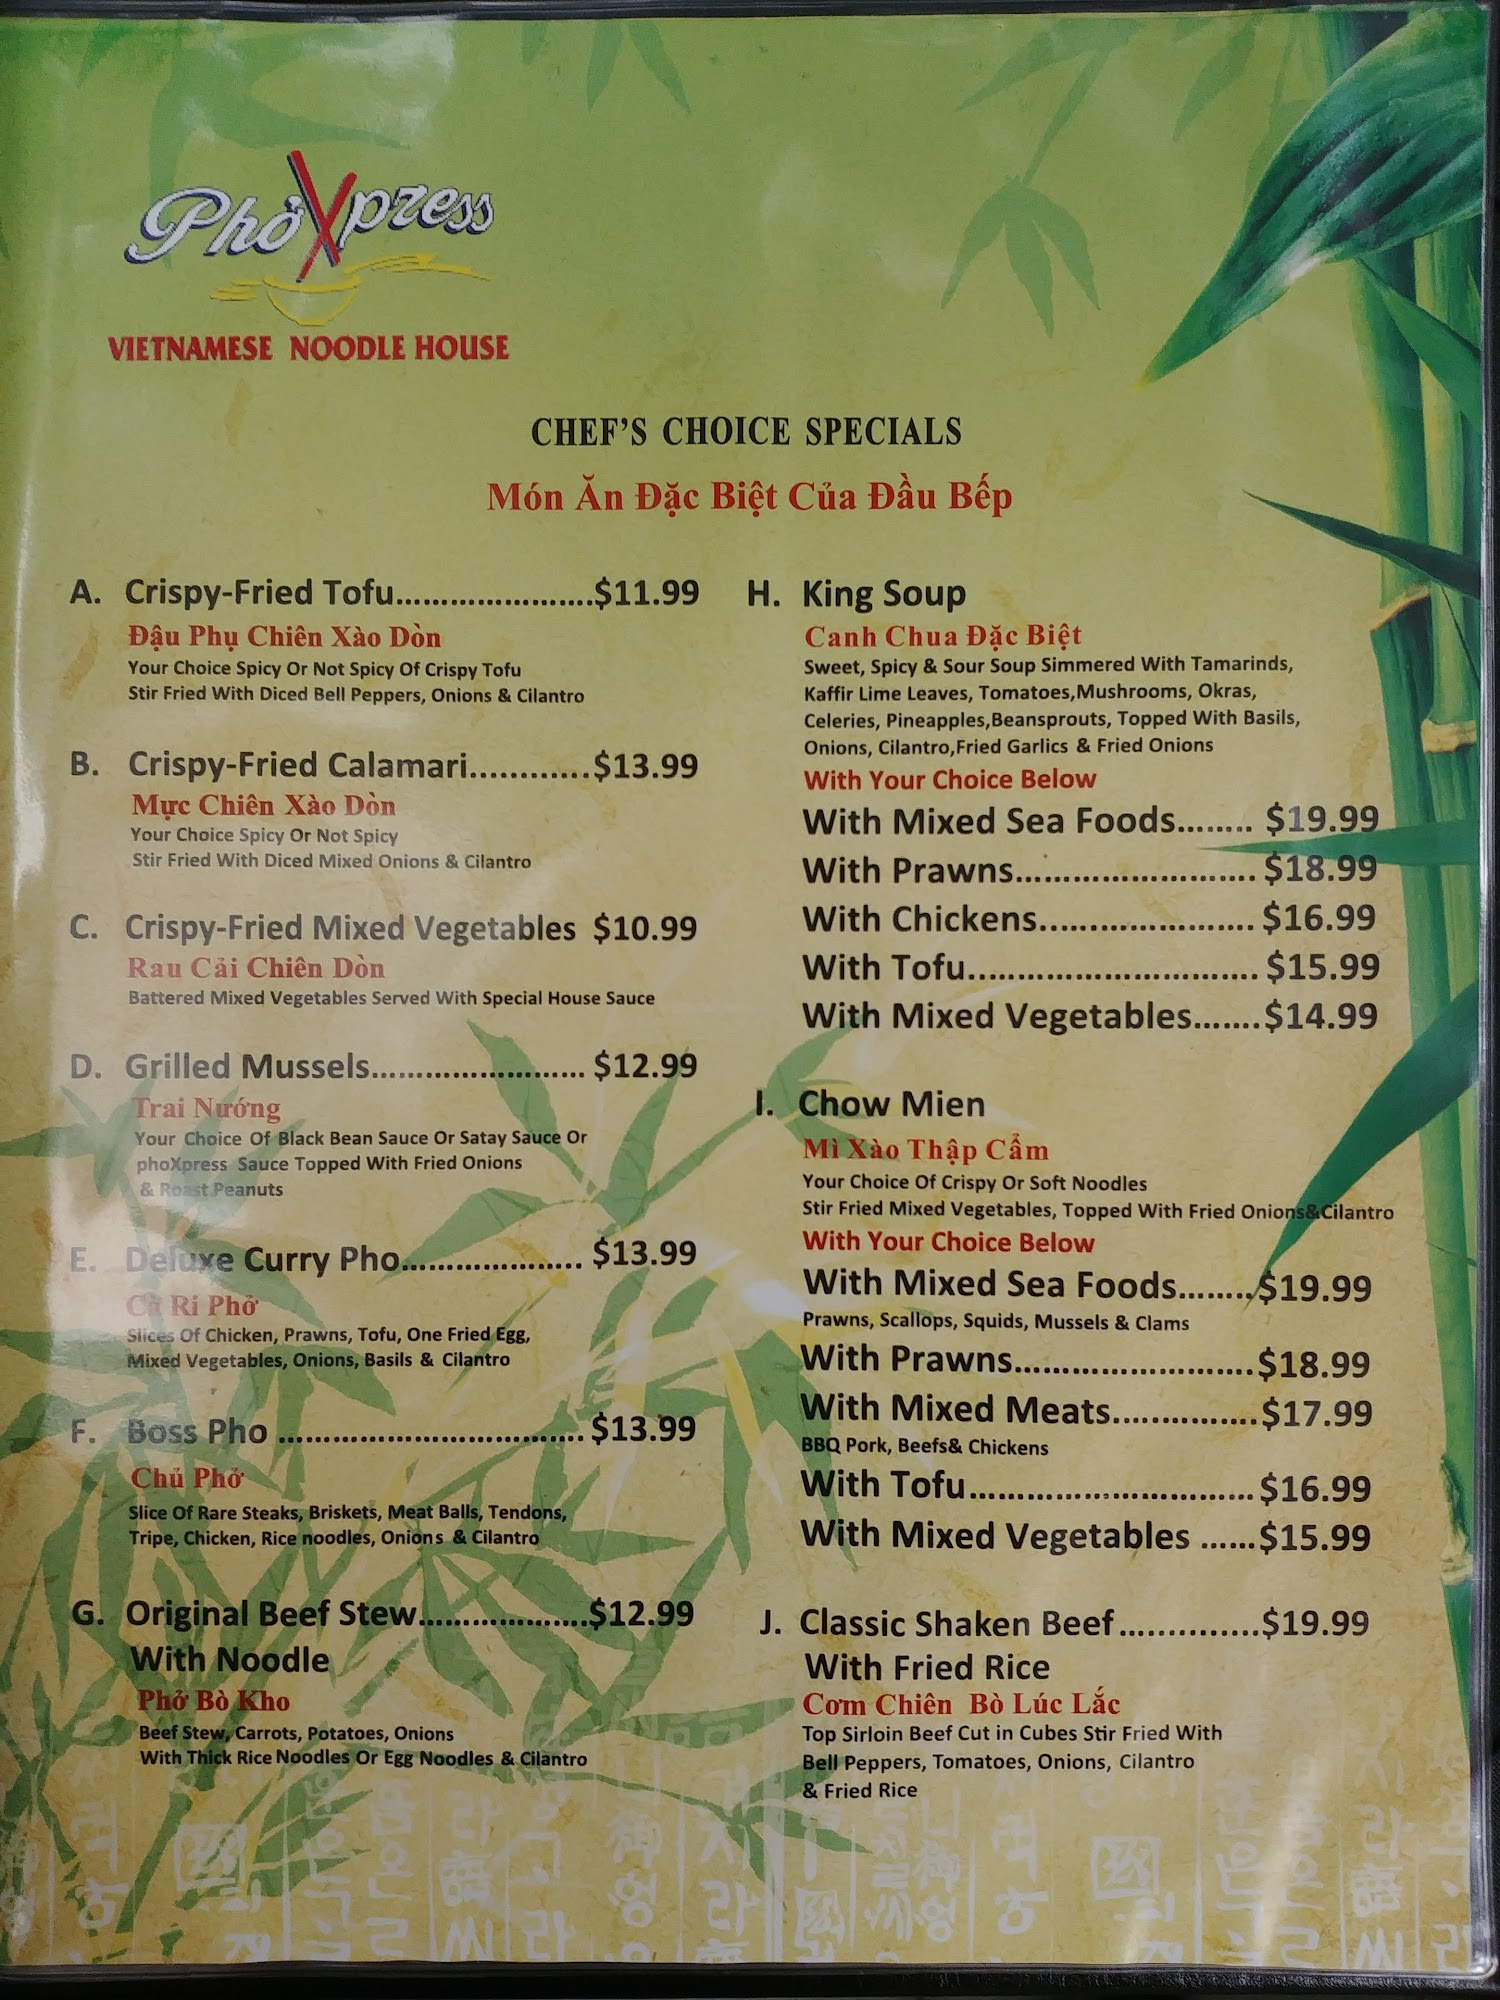 PhởXpress
VIETNAMESE NOODLE HOUSE
CHEF'S CHOICE SPECIALS
Món Ăn Đặc Biệt Của Đầu Bếp
A. Crispy-Fried Tofu......................$11.99
Đậu Phụ Chiên Xào Dòn
Your Choice Spicy Or Not Spicy Of Crispy Tofu
Stir Fried With Diced Bell Peppers, Onions & Cilantro
B. Crispy-Fried Calamari.............$13.99
Mực Chiên Xào Dòn
Your Choice Spicy Or Not Spicy
Stir Fried With Diced Mixed Onions & Cilantro
C. Crispy-Fried Mixed Vegetables $10.99
Rau Cải Chiên Dòn
Battered Mixed Vegetables Served With Special House Sauce
D. Grilled Mussels........................ $12.99
Trai Nướng
Your Choice Of Black Bean Sauce Or Satay Sauce Or
phoXpress Sauce Topped With Fried Onions
& Roast Peanuts
E. Deluxe Curry Pho.................... $13.99
Cà Ri Phở
Slices Of Chicken, Prawns, Tofu, One Fried Egg,
Mixed Vegetables, Onions, Basils & Cilantro
F. Boss Pho .................................. $13.99
Chủ Phở
Slice Of Rare Steaks, Briskets, Meat Balls, Tendons,
Tripe, Chicken, Rice noodles, Onions & Cilantro
G. Original Beef Stew...................$12.99
With Noodle
Phở Bò Kho
Beef Stew, Carrots, Potatoes, Onions
With Thick Rice Noodles Or Egg Noodles & Cilantro
H. King Soup
Canh Chua Đặc Biệt
Sweet, Spicy & Sour Soup Simmered With Tamarinds,
Kaffir Lime Leaves, Tomatoes,Mushrooms, Okras,
Celeries, Pineapples,Beansprouts, Topped With Basils,
Onions, Cilantro,Fried Garlics & Fried Onions
With Your Choice Below
With Mixed Sea Foods........ $19.99
With Prawns......................... $18.99
With Chickens...................... $16.99
With Tofu.............................. $15.99
With Mixed Vegetables.......$14.99
I. Chow Mien
Mì Xào Thập Cẩm
Your Choice Of Crispy Or Soft Noodles
Stir Fried Mixed Vegetables, Topped With Fried Onions&Cilantro
With Your Choice Below
With Mixed Sea Foods........$19.99
Prawns, Scallops, Squids, Mussels & Clams
With Prawns.........................$18.99
With Mixed Meats...............$17.99
BBQ Pork, Beefs& Chickens
With Tofu.............................$16.99
With Mixed Vegetables ......$15.99
J. Classic Shaken Beef..............$19.99
With Fried Rice
Cơm Chiên Bò Lúc Lắc
Top Sirloin Beef Cut in Cubes Stir Fried With
Bell Peppers, Tomatoes, Onions, Cilantro
& Fried Rice